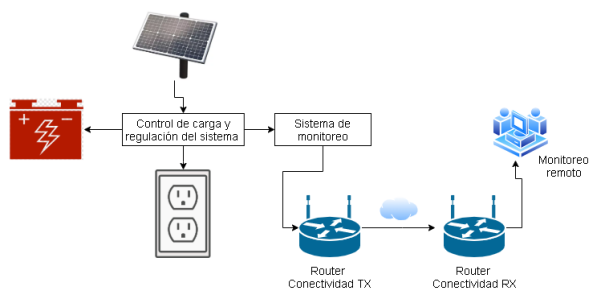 Control de carga y
regulación del sistema
Sistema de
monitoreo
Monitoreo
remoto
Router
Conectividad TX
Router
Conectividad RX